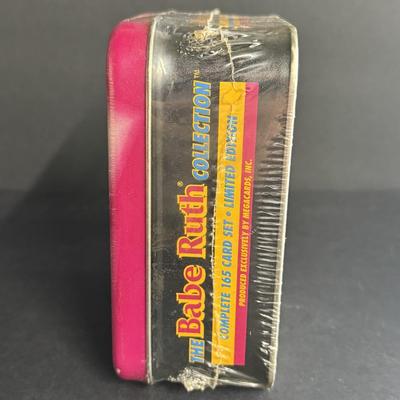 THE Babe Ruth® COLLECTION™
COMPLETE 165 CARD SET • LIMITED EDITION
PRODUCED EXCLUSIVELY BY MEGACARDS, INC.